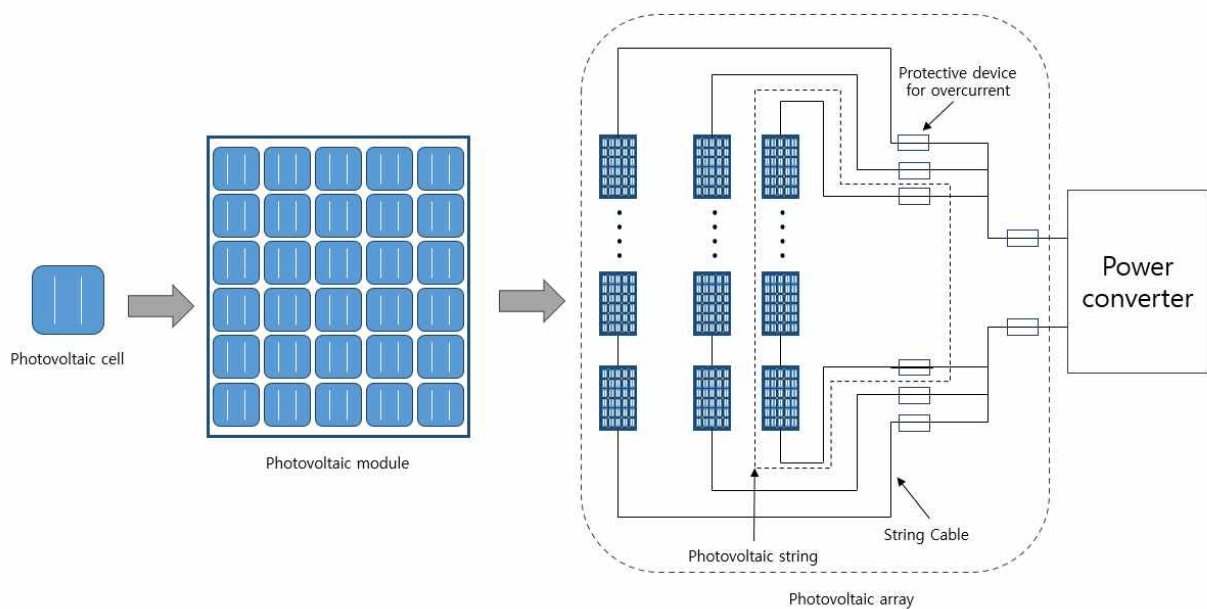 Photovoltaic cell
Photovoltaic module
Protective device
for overcurrent
Power
converter
String Cable
Photovoltaic string
Photovoltaic array